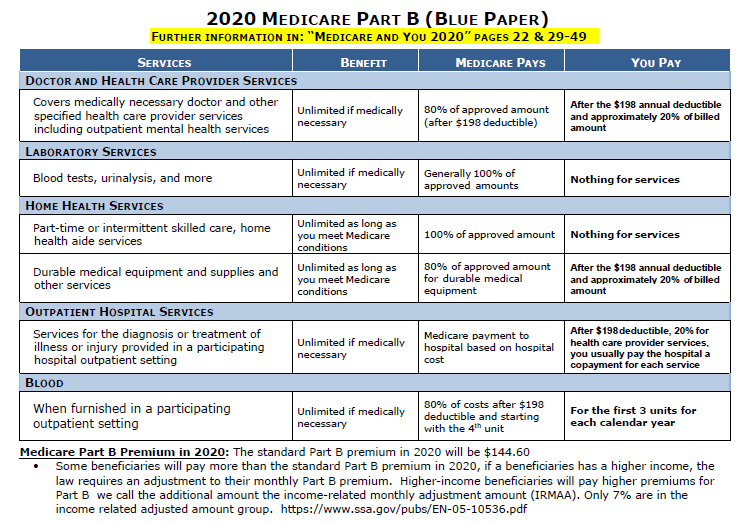 2020 MEDICARE PART B (BLUE PAPER)
FURTHER INFORMATION IN: “MEDICARE AND YOU 2020” PAGES 22 & 29-49
SERVICES BENEFIT MEDICARE PAYS YOU PAY
DOCTOR AND HEALTH CARE PROVIDER SERVICES
Covers medically necessary doctor and other
specified health care provider services
including outpatient mental health services
Unlimited if medically
necessary
80% of approved amount
(after $198 deductible)
After the $198 annual deductible
and approximately 20% of billed
amount
LABORATORY SERVICES
Blood tests, urinalysis, and more
Unlimited if medically
necessary
Generally 100% of
approved amounts
Nothing for services
HOME HEALTH SERVICES
Part-time or intermittent skilled care, home
health aide services
Unlimited as long as
you meet Medicare
conditions
100% of approved amount
Nothing for services
Durable medical equipment and supplies and
other services
Unlimited as long as
you meet Medicare
conditions
80% of approved amount
for durable medical
equipment
After the $198 annual deductible
and approximately 20% of billed
amount
OUTPATIENT HOSPITAL SERVICES
Services for the diagnosis or treatment of
illness or injury provided in a participating
hospital outpatient setting
Unlimited if medically
necessary
Medicare payment to
hospital based on hospital
cost
After $198 deductible, 20% for
health care provider services,
you usually pay the hospital a
copayment for each service
BLOOD
When furnished in a participating
outpatient setting
Unlimited if medically
necessary
80% of costs after $198
deductible and starting
with the 4th unit
For the first 3 units for
each calendar year
Medicare Part B Premium in 2020: The standard Part B premium in 2020 will be $144.60
• Some beneficiaries will pay more than the standard Part B premium in 2020, if a beneficiaries has a higher income, the
law requires an adjustment to their monthly Part B premium. Higher-income beneficiaries will pay higher premiums for
Part B we call the additional amount the income-related monthly adjustment amount (IRMAA). Only 7% are in the
income related adjusted amount group. https://www.ssa.gov/pubs/EN-05-10536.pdf